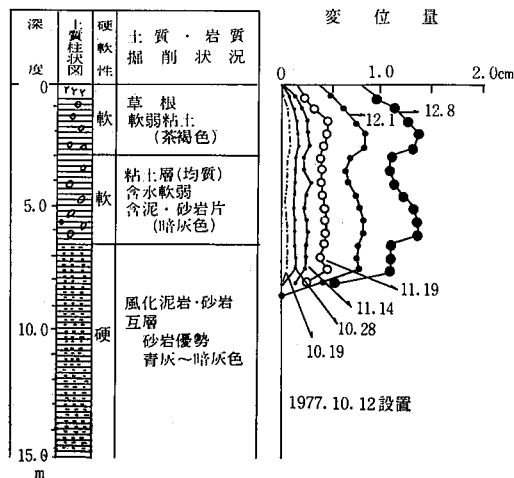 深度
土質柱状図
硬軟性
土質・岩質
掘削状況
変位量
0
5.0
10.0
15.0
m
軟
草根
軟弱粘土
(茶褐色)
軟
粘土層(均質)
含水軟弱
含泥・砂岩片
(暗灰色)
硬
風化泥岩・砂岩
互層
砂岩優勢
青灰~暗灰色
0
1.0
2.0cm
12.8
12.1
11.19
11.14
10.28
10.19
1977.10.12設置